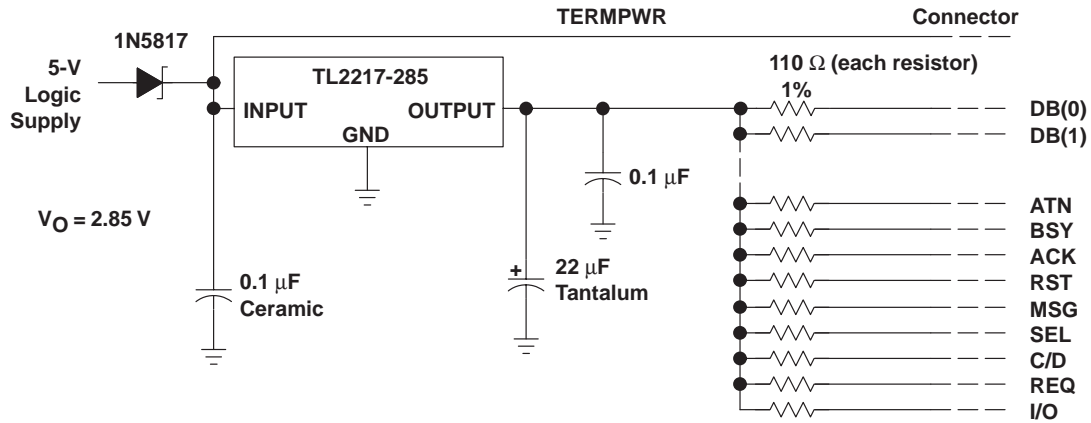 TERMPWR
Connector
1N5817
5-V
Logic
Supply
TL2217-285
INPUT
OUTPUT
GND
110 Ω (each resistor)
1%
DB(0)
DB(1)
0.1 μF
VO = 2.85 V
ATN
BSY
ACK
RST
MSG
SEL
C/D
REQ
I/O
0.1 μF
Ceramic
+
22 μF
Tantalum